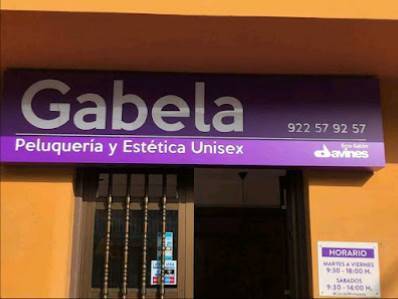 Gabela
922 57 92 57
Peluquería y Estética Unisex
davines
HORARIO
MARTES A VIERNES
9:30 - 18:00 H.
SABADOS
9:30 - 14:00 H.